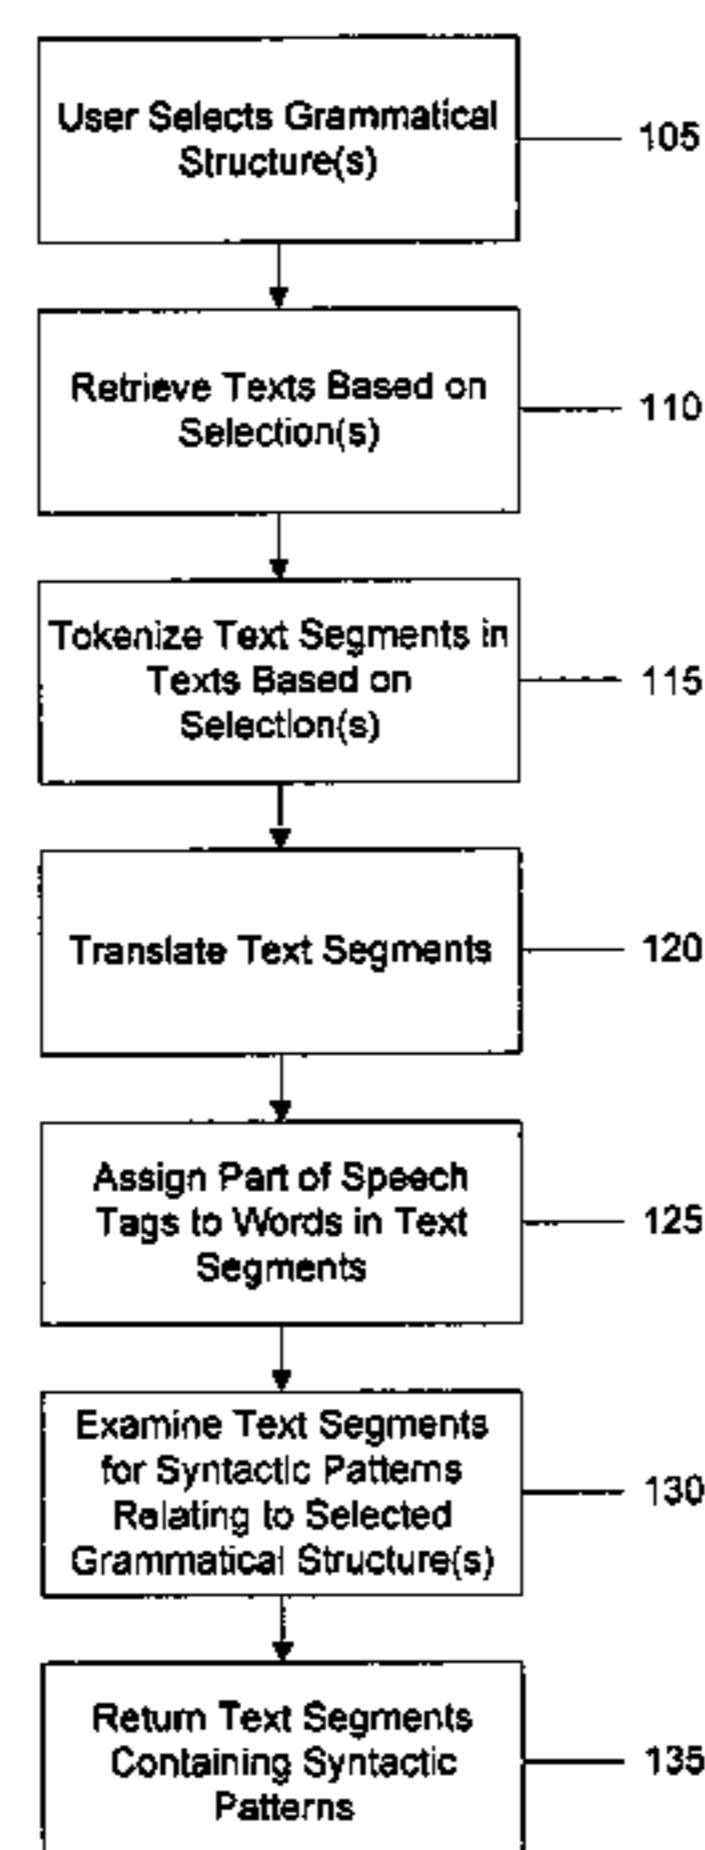 User Selects Grammatical
Structure(s)
105
Retrieve Texts Based on
Selection(s)
110
Tokenize Text Segments in
Texts Based on
Selection(s)
115
Translate Text Segments
120
Assign Part of Speech
Tags to Words in Text
Segments
125
Examine Text Segments
for Syntactic Patterns
Relating to Selected
Grammatical Structure(s)
130
Return Text Segments
Containing Syntactic
Patterns
135